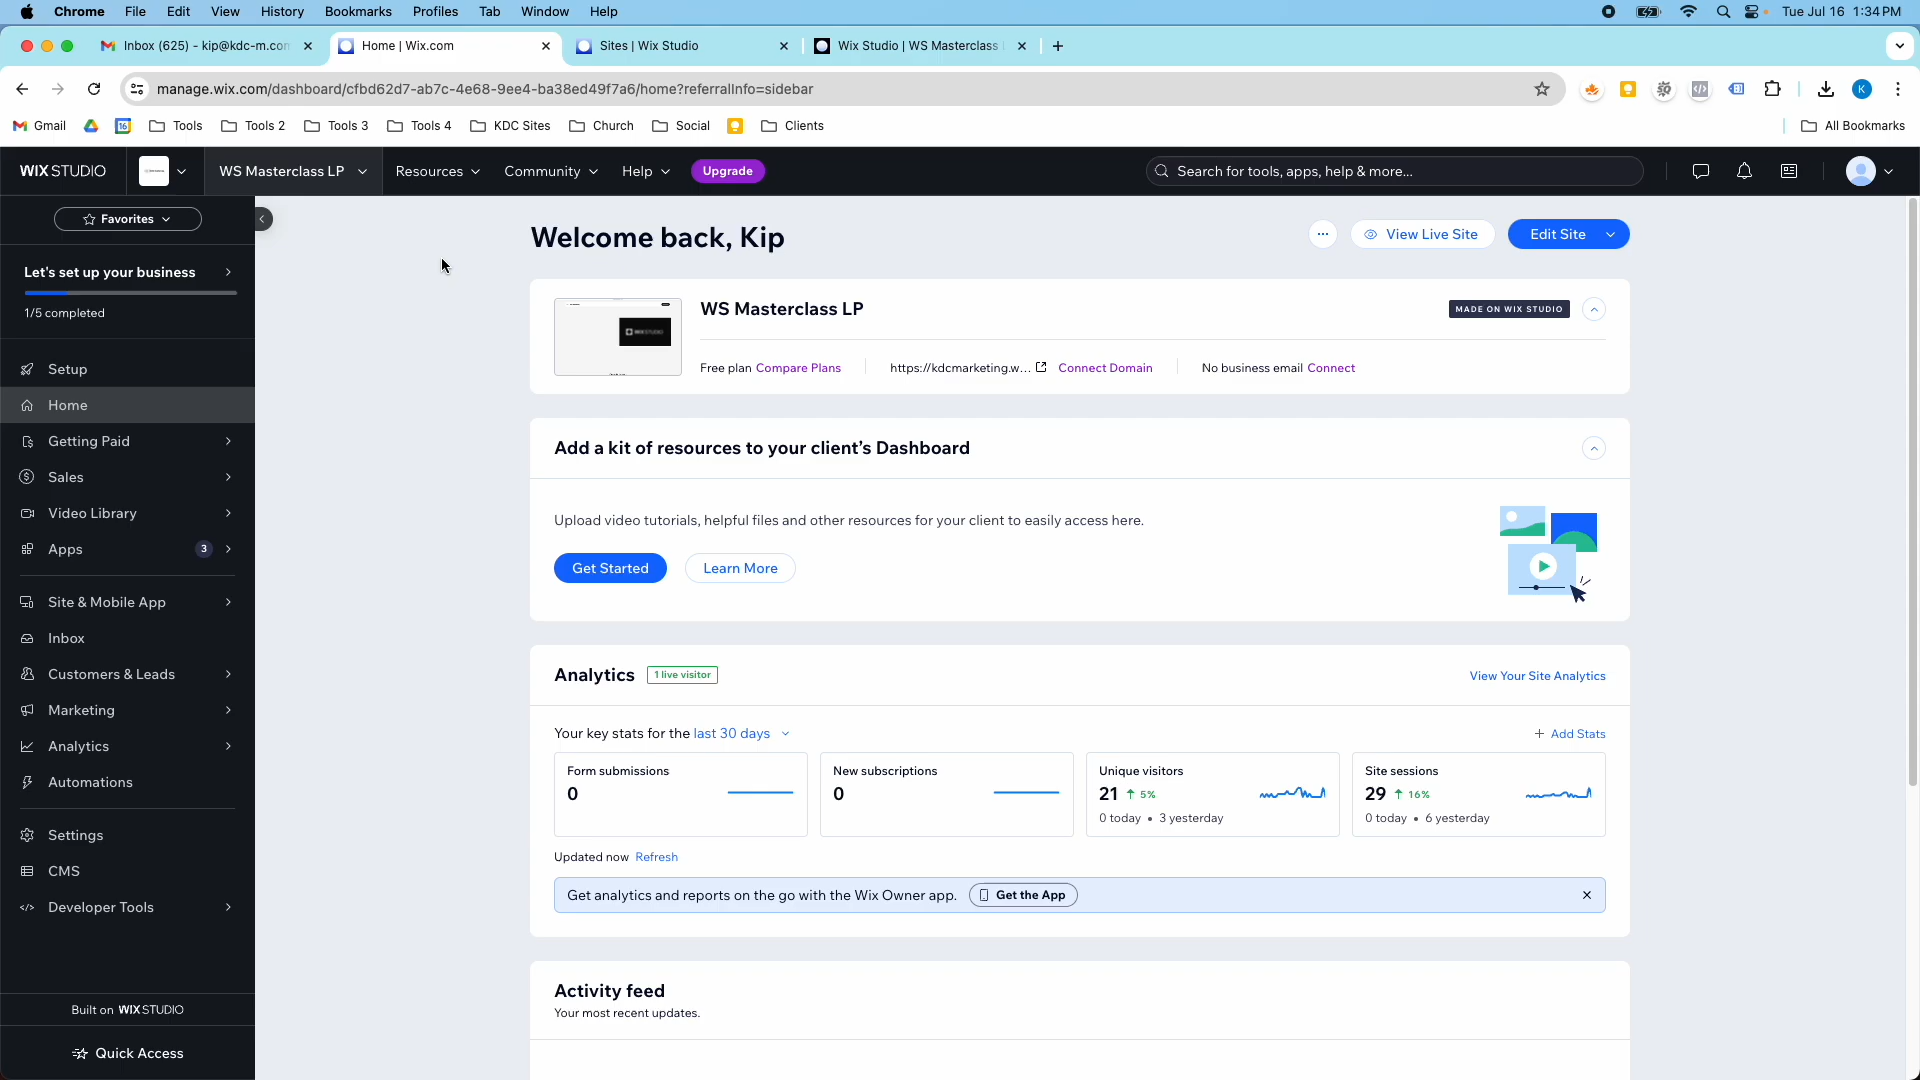 Chrome File Edit View History Bookmarks Profiles Tab Window Help Tue Jul 16 1:34 PM
Inbox (625) - kip@kdc-m.con Home | Wix.com Sites | Wix Studio Wix Studio | WS Masterclass
manage.wix.com/dashboard/cfbd62d7-ab7c-4e68-9ee4-ba38ed49f7a6/home?referralInfo=sidebar K
Gmail 16 Tools Tools 2 Tools 3 Tools 4 KDC Sites Church Social Clients All Bookmarks
WIX STUDIO WS Masterclass LP Resources Community Help Upgrade Search for tools, apps, help & more...
Favorites
Let's set up your business
1/5 completed
Setup
Home
Getting Paid
Sales
Video Library
Apps 3
Site & Mobile App
Inbox
Customers & Leads
Marketing
Analytics
Automations
Settings
CMS
Developer Tools
Built on WIX STUDIO
Quick Access
Welcome back, Kip
View Live Site Edit Site
WS Masterclass LP MADE ON WIX STUDIO
Free plan Compare Plans https://kdcmarketing.w... Connect Domain No business email Connect
Add a kit of resources to your client's Dashboard
Upload video tutorials, helpful files and other resources for your client to easily access here.
Get Started Learn More
Analytics 1 live visitor View Your Site Analytics
Your key stats for the last 30 days + Add Stats
Form submissions New subscriptions Unique visitors Site sessions
0 0 21 ↑ 5% 29 ↑ 16%
0 today • 3 yesterday 0 today • 6 yesterday
Updated now Refresh
Get analytics and reports on the go with the Wix Owner app. Get the App
Activity feed
Your most recent updates.